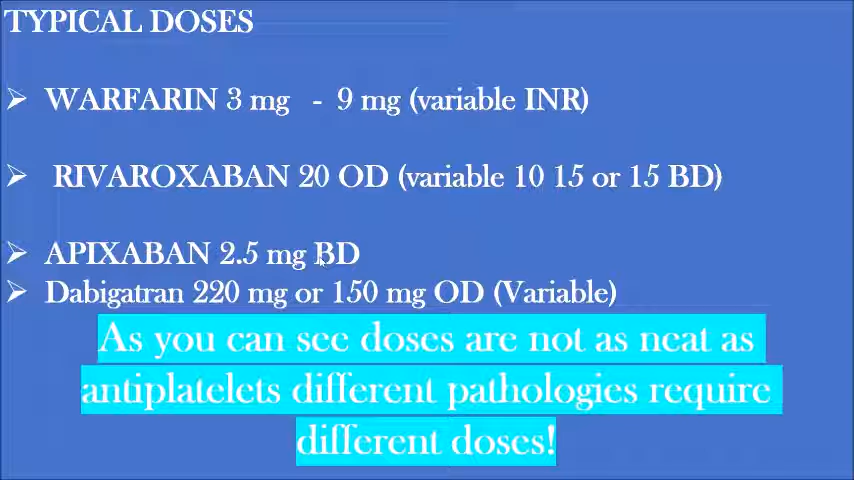 TYPICAL DOSES
➢ WARFARIN 3 mg - 9 mg (variable INR)
➢ RIVAROXABAN 20 OD (variable 10 15 or 15 BD)
➢ APIXABAN 2.5 mg BD
➢ Dabigatran 220 mg or 150 mg OD (Variable)
As you can see doses are not as neat as
antiplatelets different pathologies require
different doses!